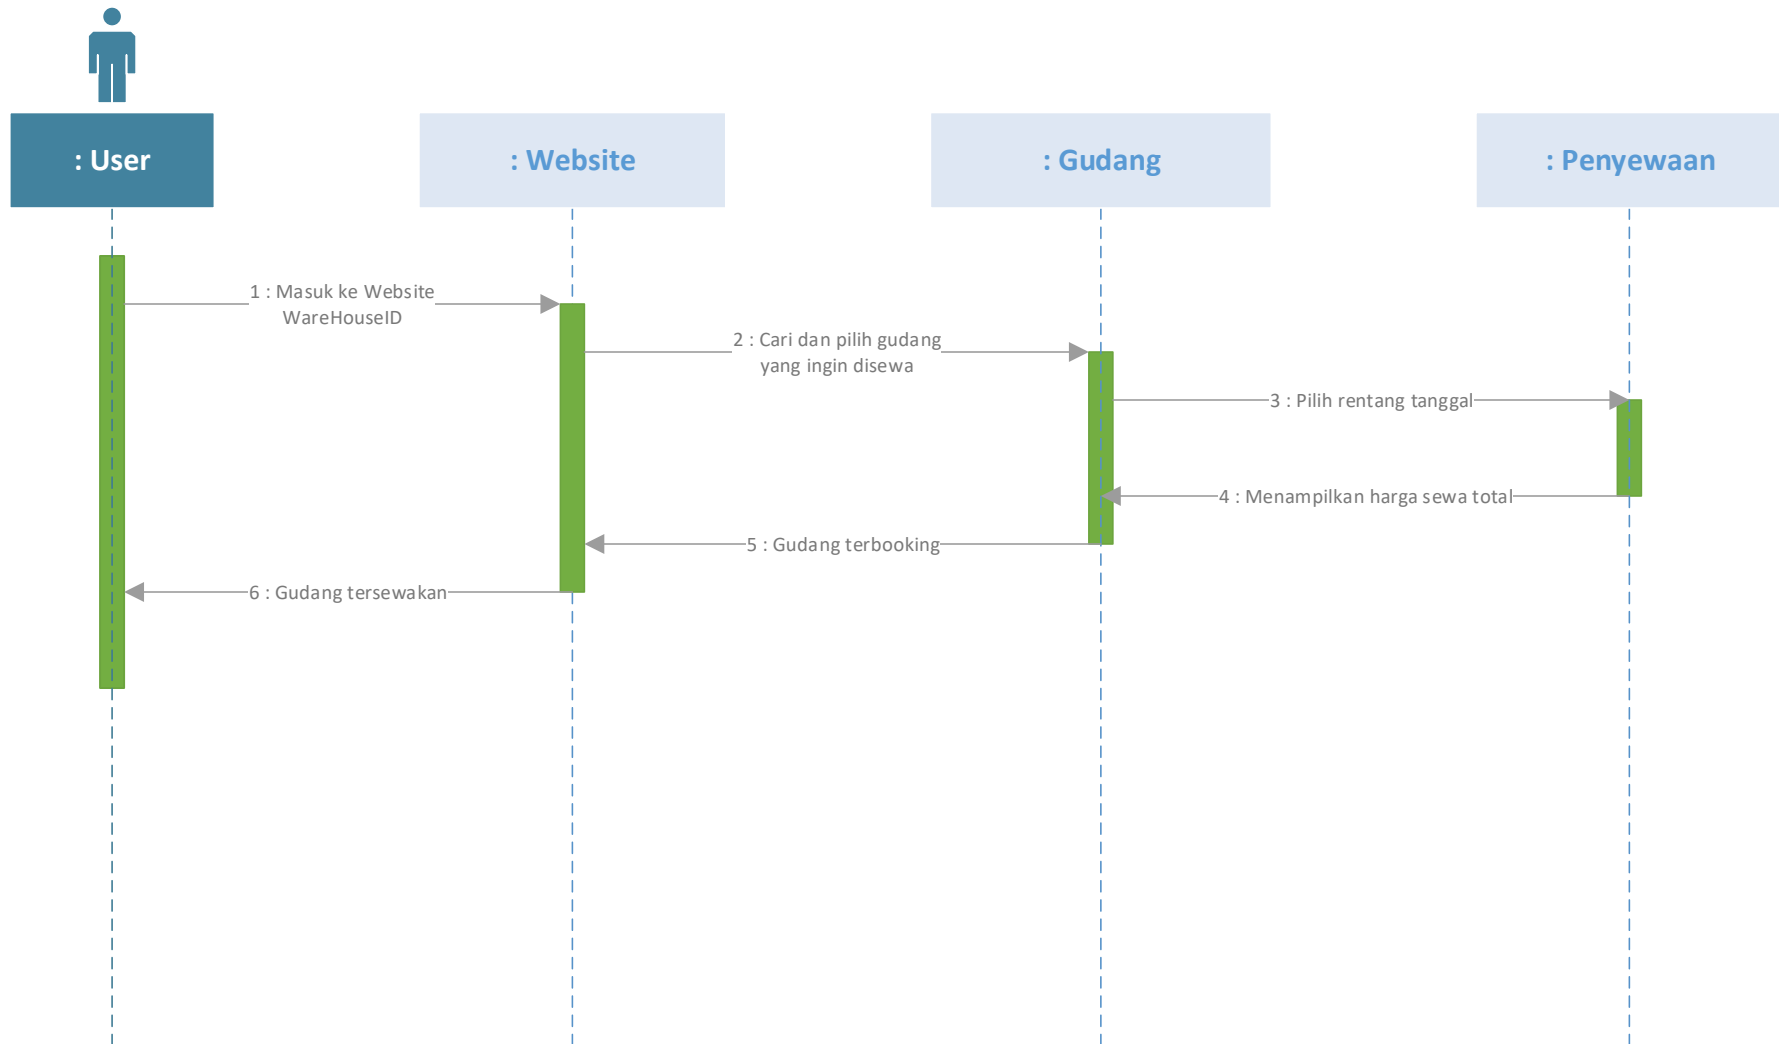 : User
: Website
: Gudang
: Penyewaan
1 : Masuk ke Website
WareHouseID
2 : Cari dan pilih gudang
yang ingin disewa
3 : Pilih rentang tanggal
4 : Menampilkan harga sewa total
5 : Gudang terbooking
6 : Gudang tersewakan